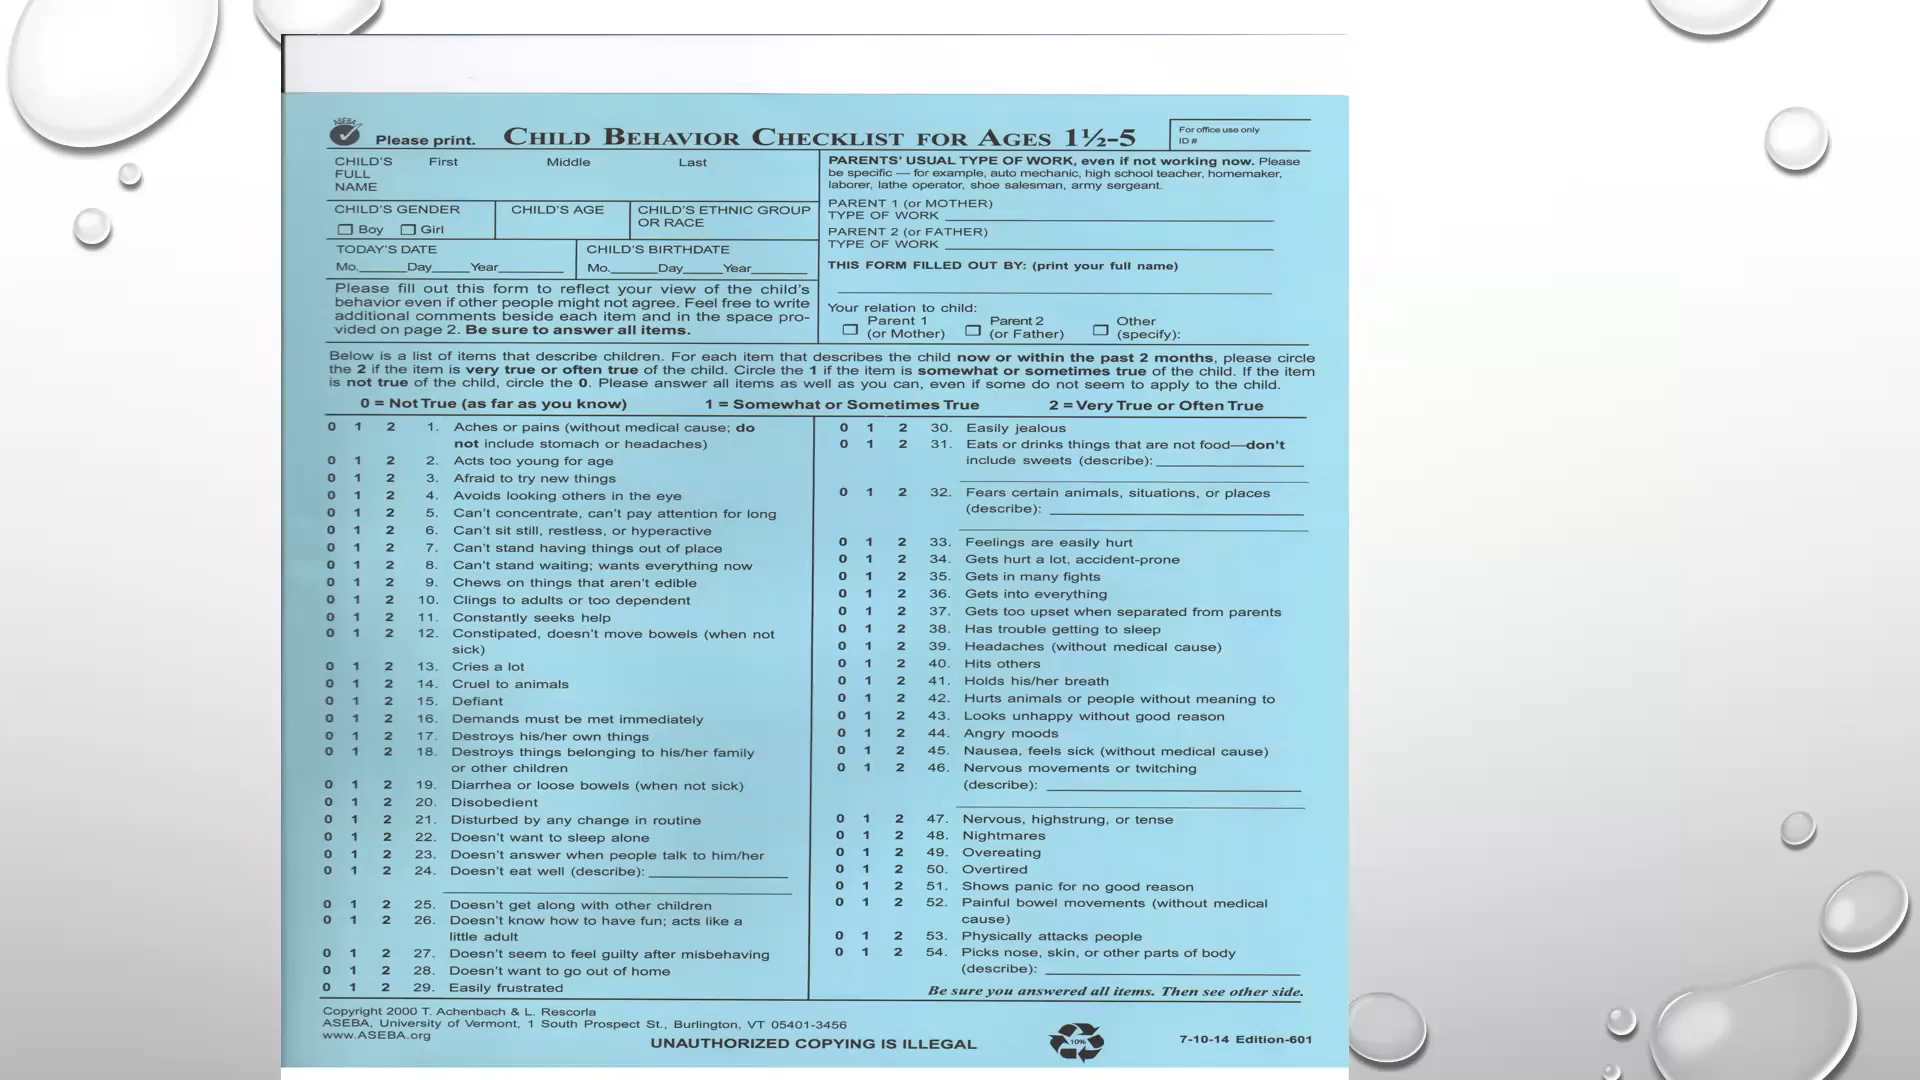 ASEBA
Please print. CHILD BEHAVIOR CHECKLIST FOR AGES 1½-5
For office use only
ID #
CHILD'S First Middle Last
FULL
NAME
CHILD'S GENDER
Boy Girl
CHILD'S AGE
CHILD'S ETHNIC GROUP
OR RACE
TODAY'S DATE
Mo.______Day_____Year________
CHILD'S BIRTHDATE
Mo.______Day_____Year_______
Please fill out this form to reflect your view of the child's
behavior even if other people might not agree. Feel free to write
additional comments beside each item and in the space pro-
vided on page 2. Be sure to answer all items.
PARENTS' USUAL TYPE OF WORK, even if not working now. Please
be specific — for example, auto mechanic, high school teacher, homemaker,
laborer, lathe operator, shoe salesman, army sergeant.
PARENT 1 (or MOTHER)
TYPE OF WORK
PARENT 2 (or FATHER)
TYPE OF WORK
THIS FORM FILLED OUT BY: (print your full name)
Your relation to child:
Parent 1 Parent 2 Other
(or Mother) (or Father) (specify):
Below is a list of items that describe children. For each item that describes the child now or within the past 2 months, please circle
the 2 if the item is very true or often true of the child. Circle the 1 if the item is somewhat or sometimes true of the child. If the item
is not true of the child, circle the 0. Please answer all items as well as you can, even if some do not seem to apply to the child.
0 = Not True (as far as you know) 1 = Somewhat or Sometimes True 2 = Very True or Often True
0 1 2 1. Aches or pains (without medical cause; do
not include stomach or headaches)
0 1 2 2. Acts too young for age
0 1 2 3. Afraid to try new things
0 1 2 4. Avoids looking others in the eye
0 1 2 5. Can't concentrate, can't pay attention for long
0 1 2 6. Can't sit still, restless, or hyperactive
0 1 2 7. Can't stand having things out of place
0 1 2 8. Can't stand waiting; wants everything now
0 1 2 9. Chews on things that aren't edible
0 1 2 10. Clings to adults or too dependent
0 1 2 11. Constantly seeks help
0 1 2 12. Constipated, doesn't move bowels (when not
sick)
0 1 2 13. Cries a lot
0 1 2 14. Cruel to animals
0 1 2 15. Defiant
0 1 2 16. Demands must be met immediately
0 1 2 17. Destroys his/her own things
0 1 2 18. Destroys things belonging to his/her family
or other children
0 1 2 19. Diarrhea or loose bowels (when not sick)
0 1 2 20. Disobedient
0 1 2 21. Disturbed by any change in routine
0 1 2 22. Doesn't want to sleep alone
0 1 2 23. Doesn't answer when people talk to him/her
0 1 2 24. Doesn't eat well (describe):
0 1 2 25. Doesn't get along with other children
0 1 2 26. Doesn't know how to have fun; acts like a
little adult
0 1 2 27. Doesn't seem to feel guilty after misbehaving
0 1 2 28. Doesn't want to go out of home
0 1 2 29. Easily frustrated
0 1 2 30. Easily jealous
0 1 2 31. Eats or drinks things that are not food—don't
include sweets (describe):
0 1 2 32. Fears certain animals, situations, or places
(describe):
0 1 2 33. Feelings are easily hurt
0 1 2 34. Gets hurt a lot, accident-prone
0 1 2 35. Gets in many fights
0 1 2 36. Gets into everything
0 1 2 37. Gets too upset when separated from parents
0 1 2 38. Has trouble getting to sleep
0 1 2 39. Headaches (without medical cause)
0 1 2 40. Hits others
0 1 2 41. Holds his/her breath
0 1 2 42. Hurts animals or people without meaning to
0 1 2 43. Looks unhappy without good reason
0 1 2 44. Angry moods
0 1 2 45. Nausea, feels sick (without medical cause)
0 1 2 46. Nervous movements or twitching
(describe):
0 1 2 47. Nervous, highstrung, or tense
0 1 2 48. Nightmares
0 1 2 49. Overeating
0 1 2 50. Overtired
0 1 2 51. Shows panic for no good reason
0 1 2 52. Painful bowel movements (without medical
cause)
0 1 2 53. Physically attacks people
0 1 2 54. Picks nose, skin, or other parts of body
(describe):
Be sure you answered all items. Then see other side.
Copyright 2000 T. Achenbach & L. Rescorla
ASEBA, University of Vermont, 1 South Prospect St., Burlington, VT 05401-3456
www.ASEBA.org
UNAUTHORIZED COPYING IS ILLEGAL
10%
7-10-14 Edition-601